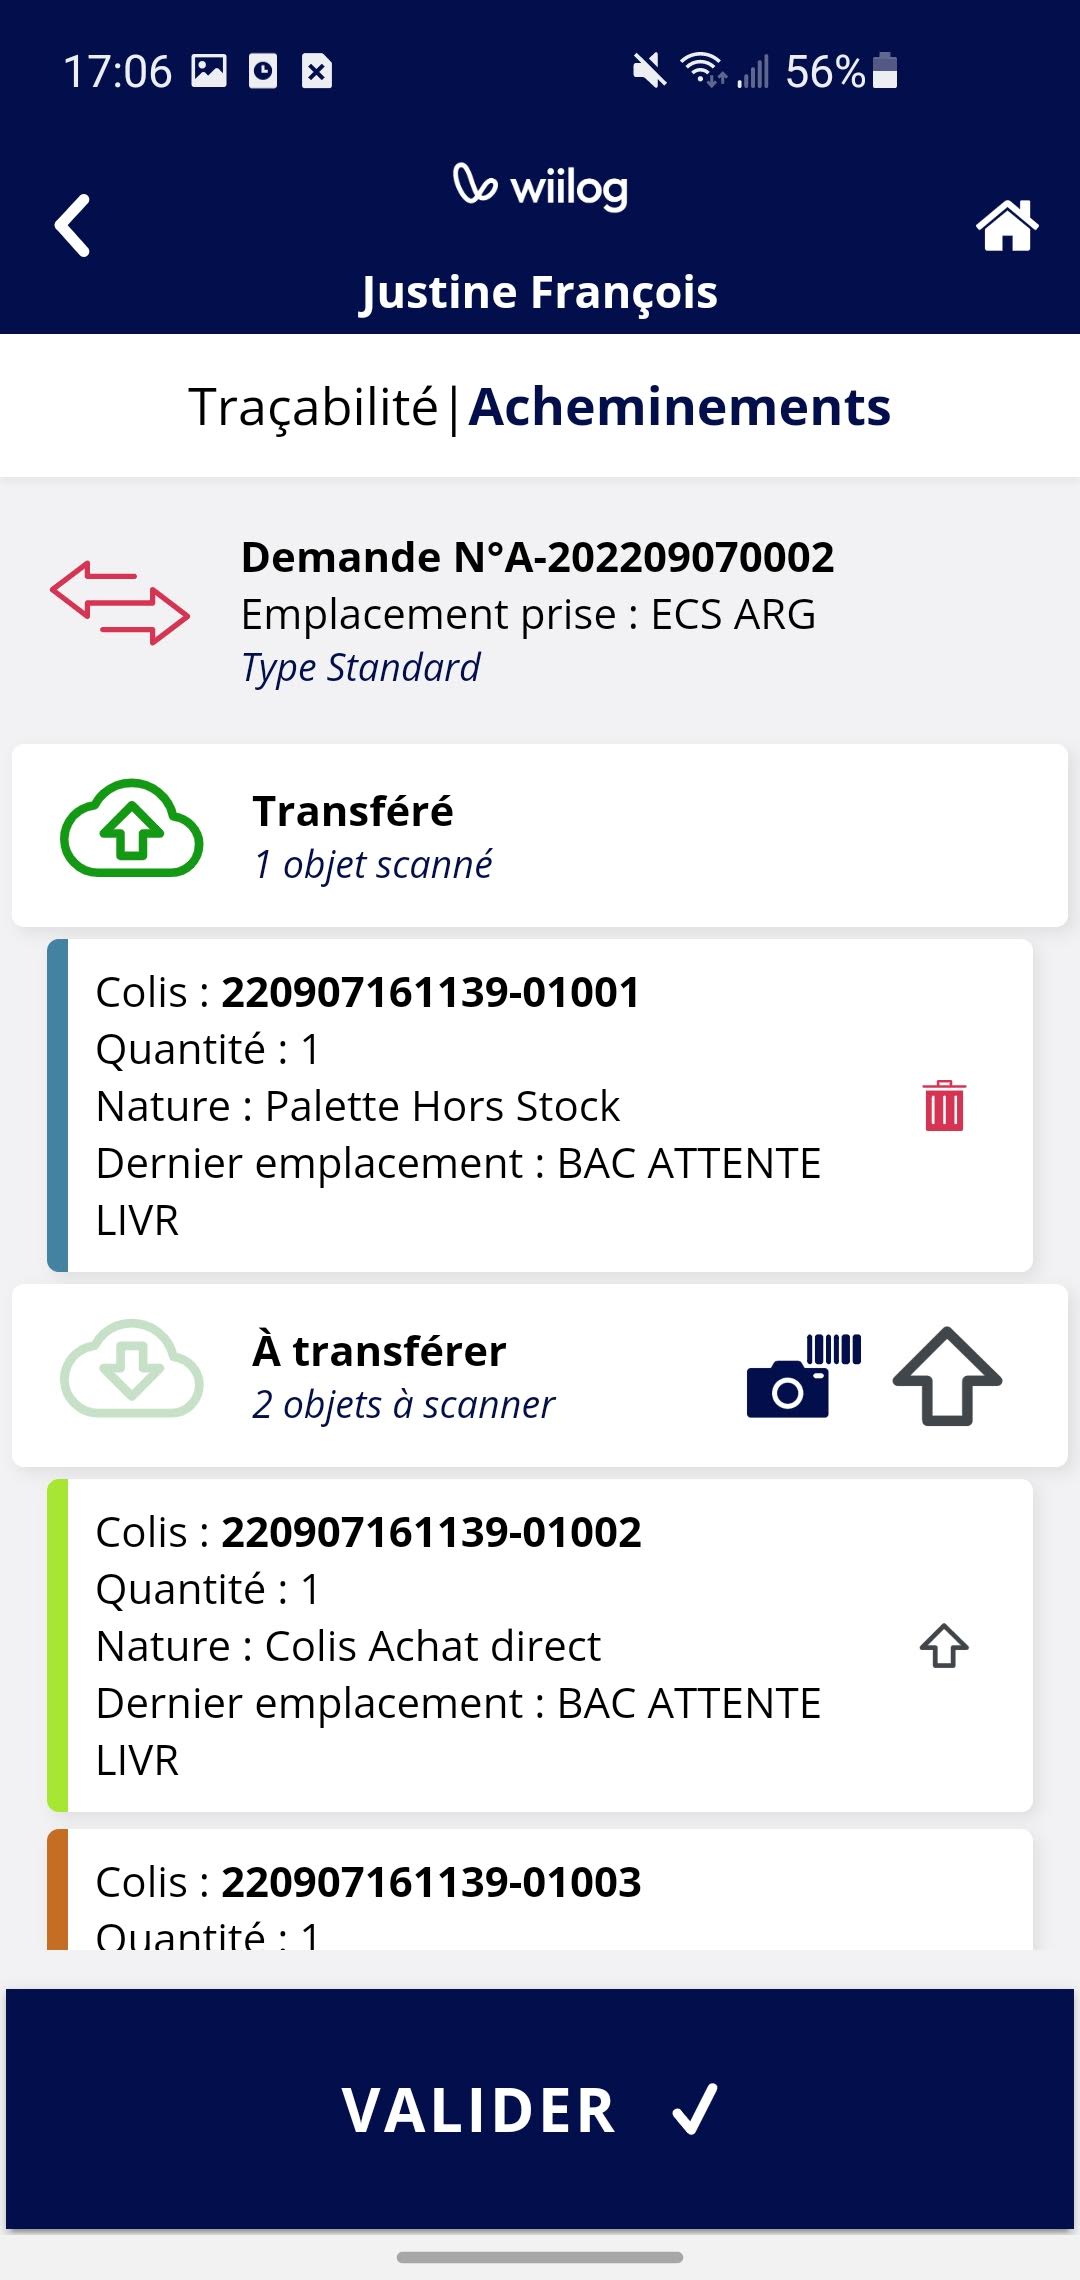 17:06
56%
wiilog
Justine François
Traçabilité|Acheminements
Demande N°A-202209070002
Emplacement prise : ECS ARG
Type Standard
Transféré
1 objet scanné
Colis : 220907161139-01001
Quantité : 1
Nature : Palette Hors Stock
Dernier emplacement : BAC ATTENTE
LIVR
À transférer
2 objets à scanner
Colis : 220907161139-01002
Quantité : 1
Nature : Colis Achat direct
Dernier emplacement : BAC ATTENTE
LIVR
Colis : 220907161139-01003
Quantité : 1
VALIDER